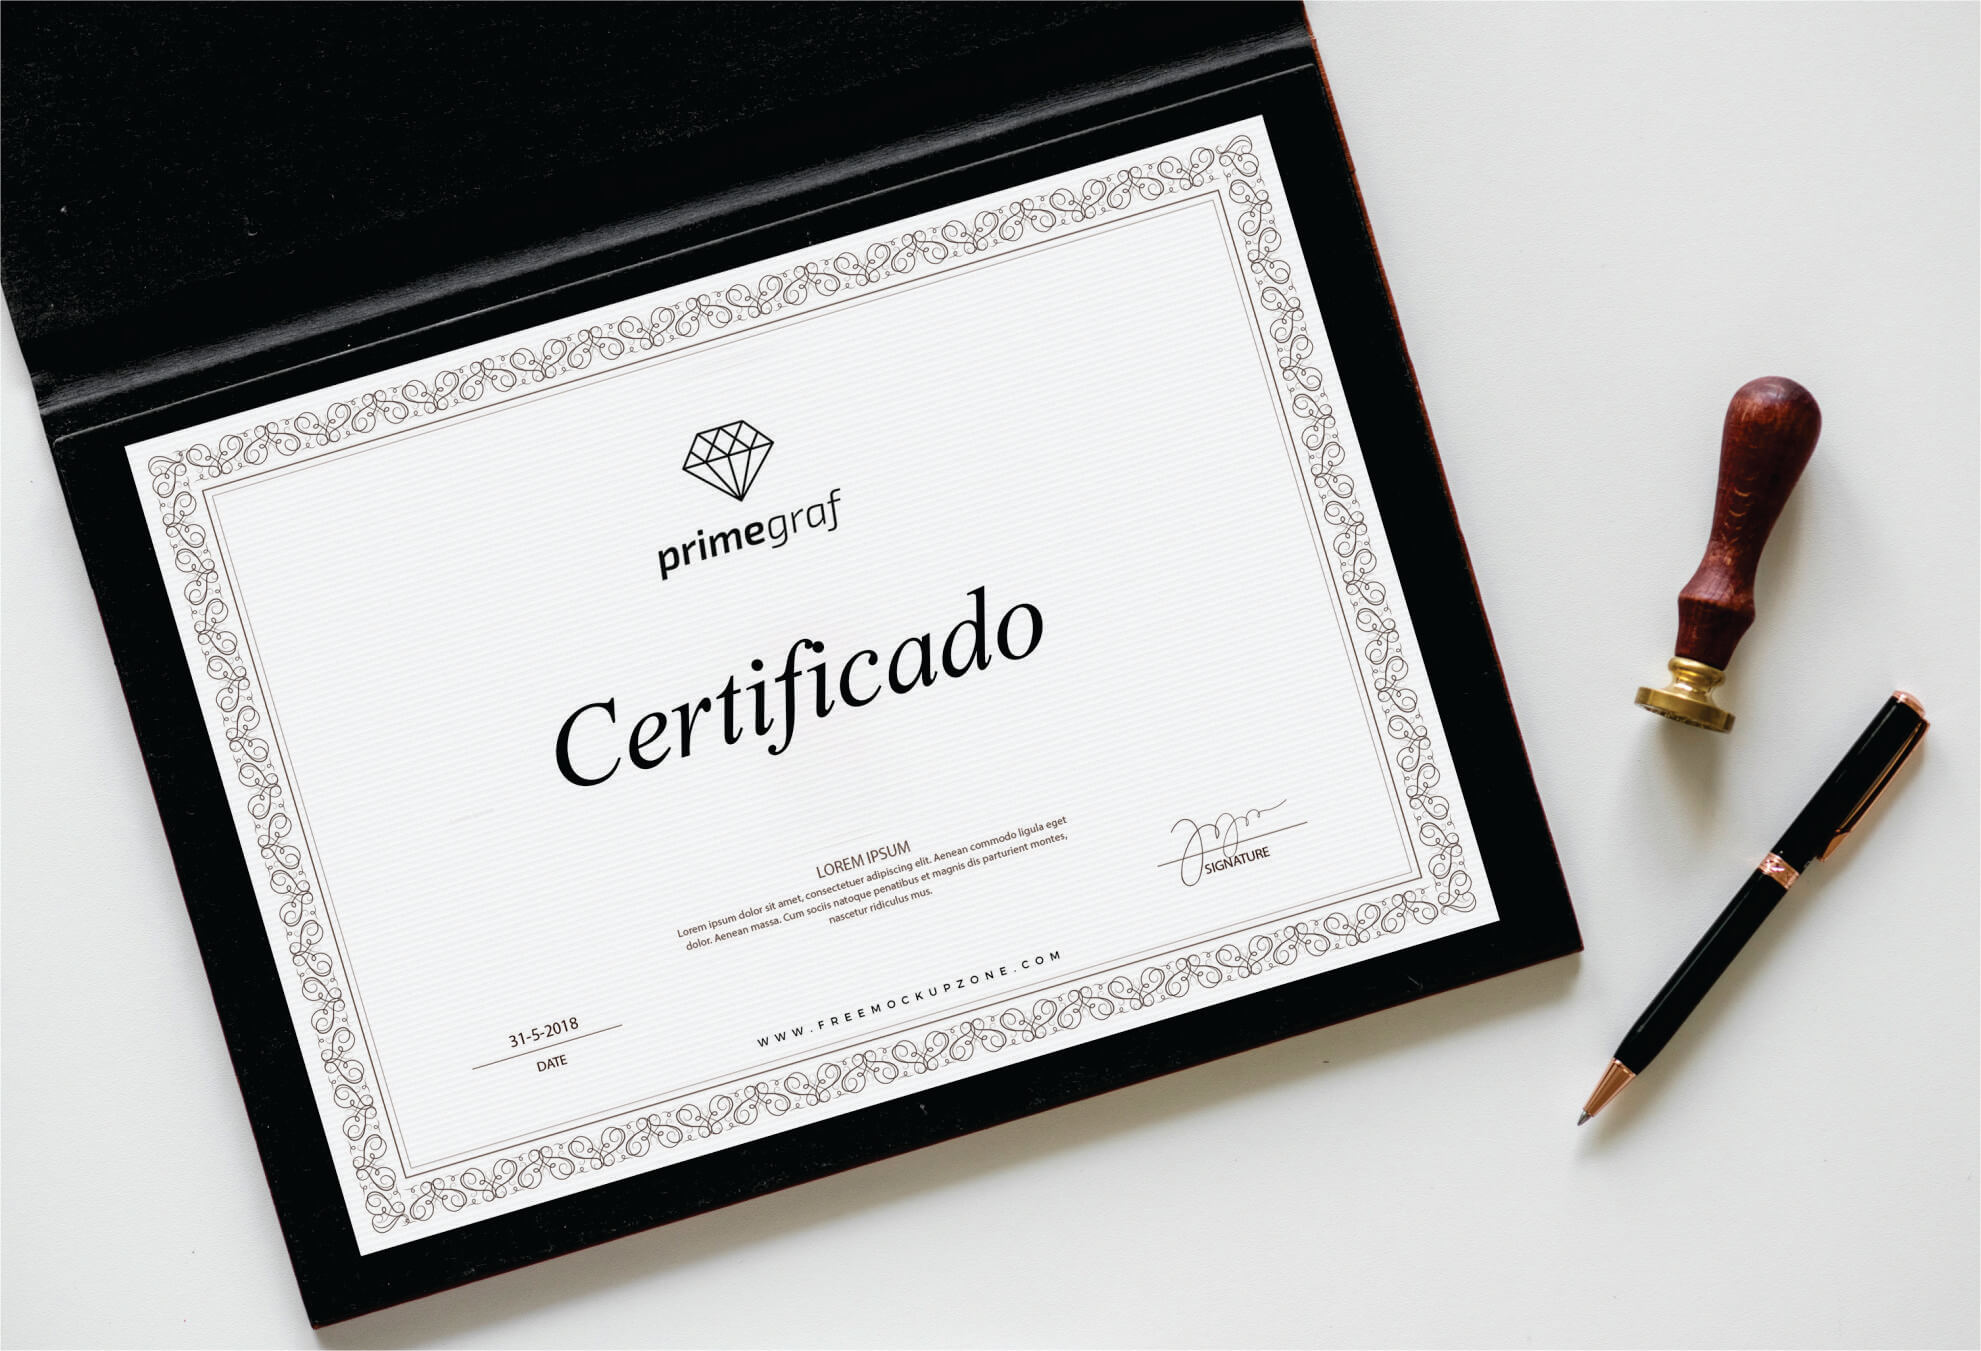 primegraf
Certificado
LOREM IPSUM
Lorem ipsum dolor sit amet, consectetuer adipiscing elit. Aenean commodo ligula eget
dolor. Aenean massa. Cum sociis natoque penatibus et magnis dis parturient montes,
nascetur ridiculus mus.
SIGNATURE
31-5-2018
DATE
WWW.FREEMOCKUPZONE.COM